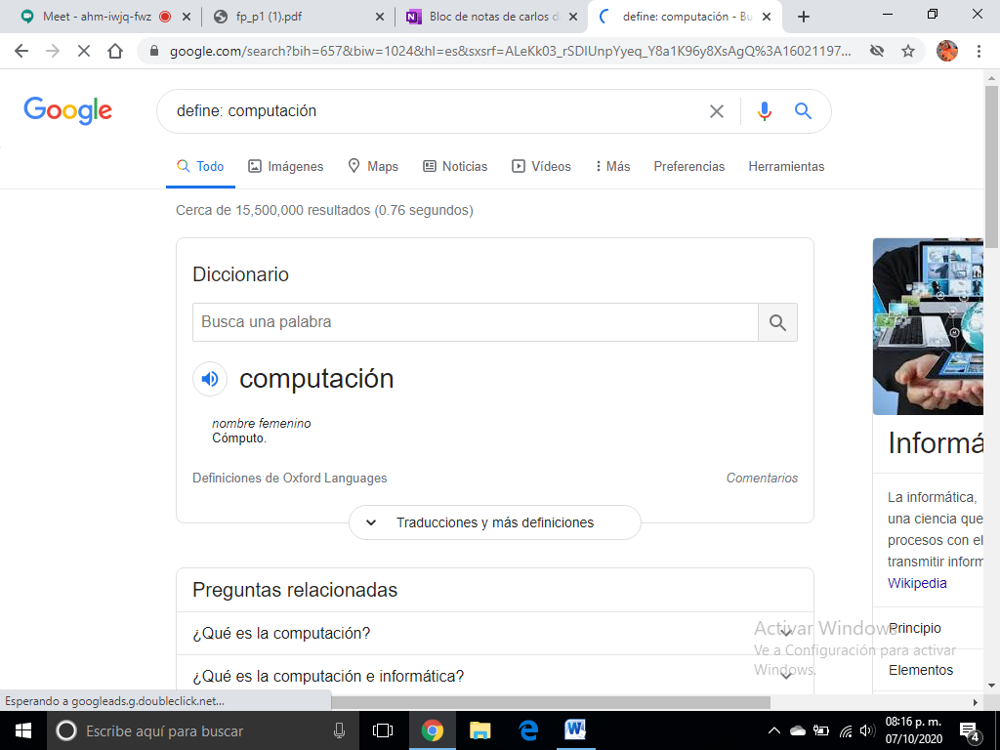 Meet - ahm-iwjq-fwz
fp_p1 (1).pdf
Bloc de notas de carlos d
define: computación - Bu
google.com/search?bih=657&biw=1024&hl=es&sxsrf=ALeKk03_rSDIUnpYyeq_Y8a1K96y8XsAgQ%3A16021197...
Google
define: computación
Todo
Imágenes
Maps
Noticias
Vídeos
Más
Preferencias
Herramientas
Cerca de 15,500,000 resultados (0.76 segundos)
Diccionario
Busca una palabra
computación
nombre femenino
Cómputo.
Definiciones de Oxford Languages
Comentarios
Traducciones y más definiciones
Preguntas relacionadas
¿Qué es la computación?
¿Qué es la computación e informática?
Informá
La informática,
una ciencia que
procesos con el
transmitir inform
Wikipedia
Principio
Elementos
Activar Windows
Ve a Configuración para activar
Windows.
Esperando a googleads.g.doubleclick.net...
Escribe aquí para buscar
08:16 p. m.
07/10/2020
4